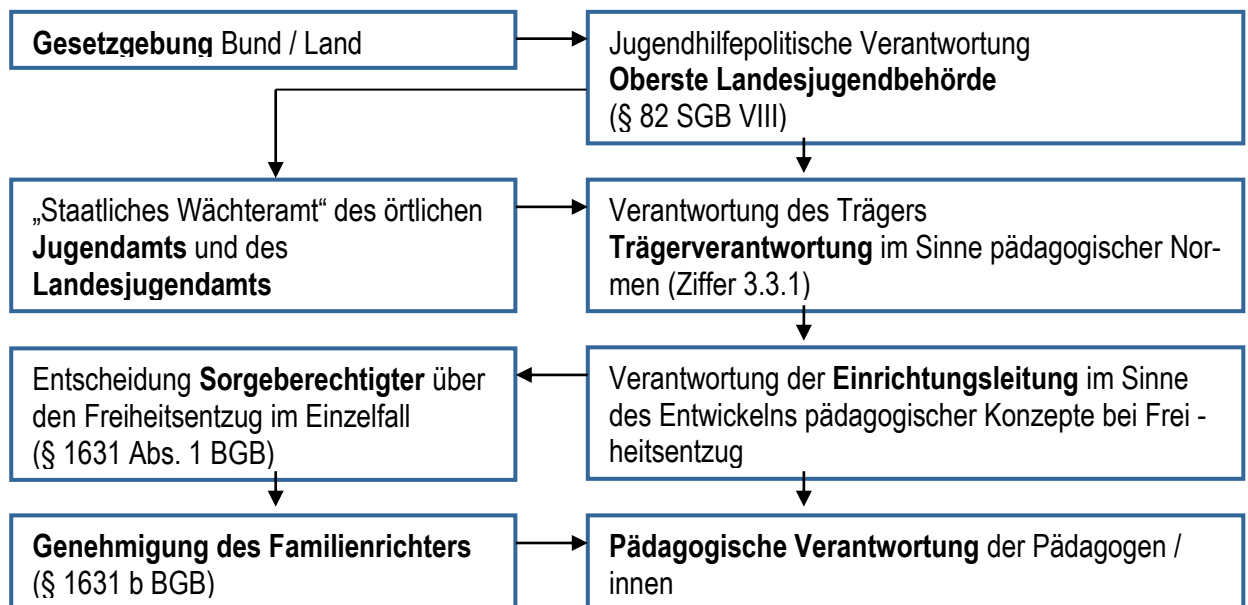 Gesetzgebung Bund / Land
Jugendhilfepolitische Verantwortung
Oberste Landesjugendbehörde
(§ 82 SGB VIII)
„Staatliches Wächteramt“ des örtlichen
Jugendamts und des
Landesjugendamts
Verantwortung des Trägers
Trägerverantwortung im Sinne pädagogischer Nor-
men (Ziffer 3.3.1)
Entscheidung Sorgeberechtigter über
den Freiheitsentzug im Einzelfall
(§ 1631 Abs. 1 BGB)
Verantwortung der Einrichtungsleitung im Sinne
des Entwickelns pädagogischer Konzepte bei Frei -
heitsentzug
Genehmigung des Familienrichters
(§ 1631 b BGB)
Pädagogische Verantwortung der Pädagogen /
innen